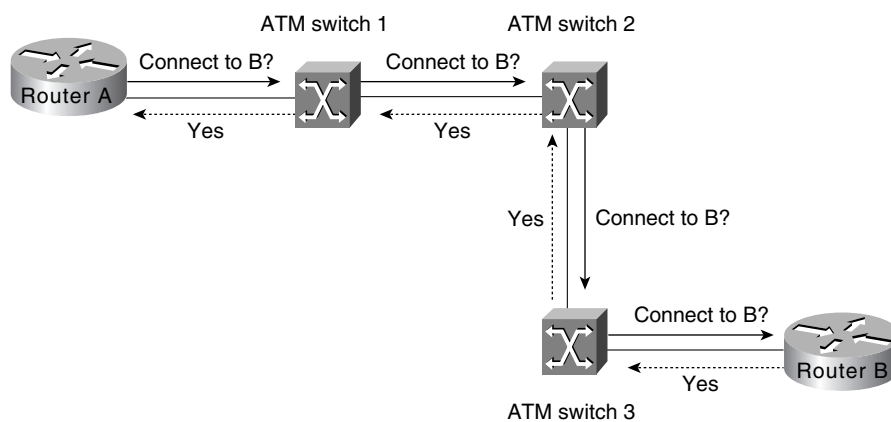 ATM switch 1
ATM switch 2
Connect to B?
Connect to B?
Router A
Yes
Yes
Yes
Connect to B?
Connect to B?
Router B
Yes
ATM switch 3